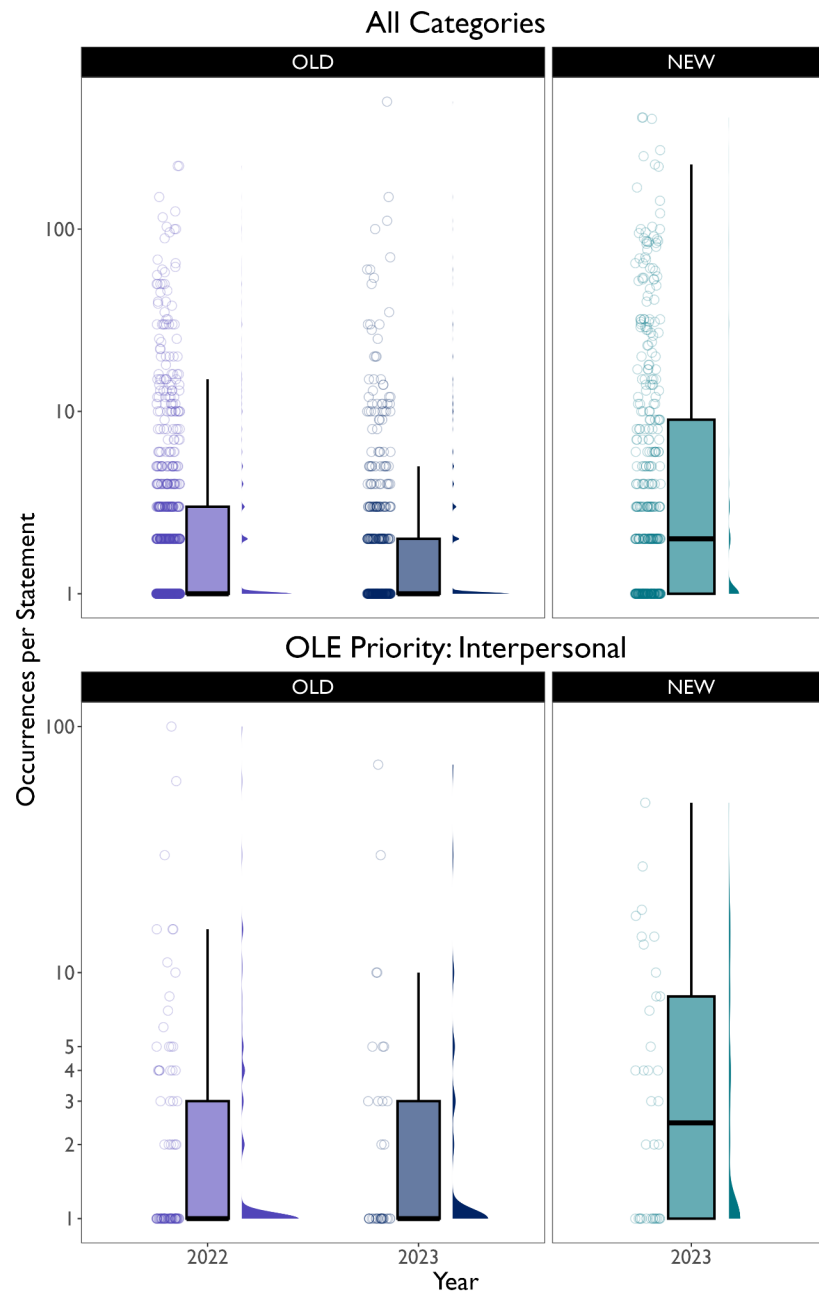 All Categories
OLD
NEW
100
10
1
Occurrences per Statement
OLE Priority: Interpersonal
OLD
NEW
100
10
5
4
3
2
1
2022
2023
2023
Year